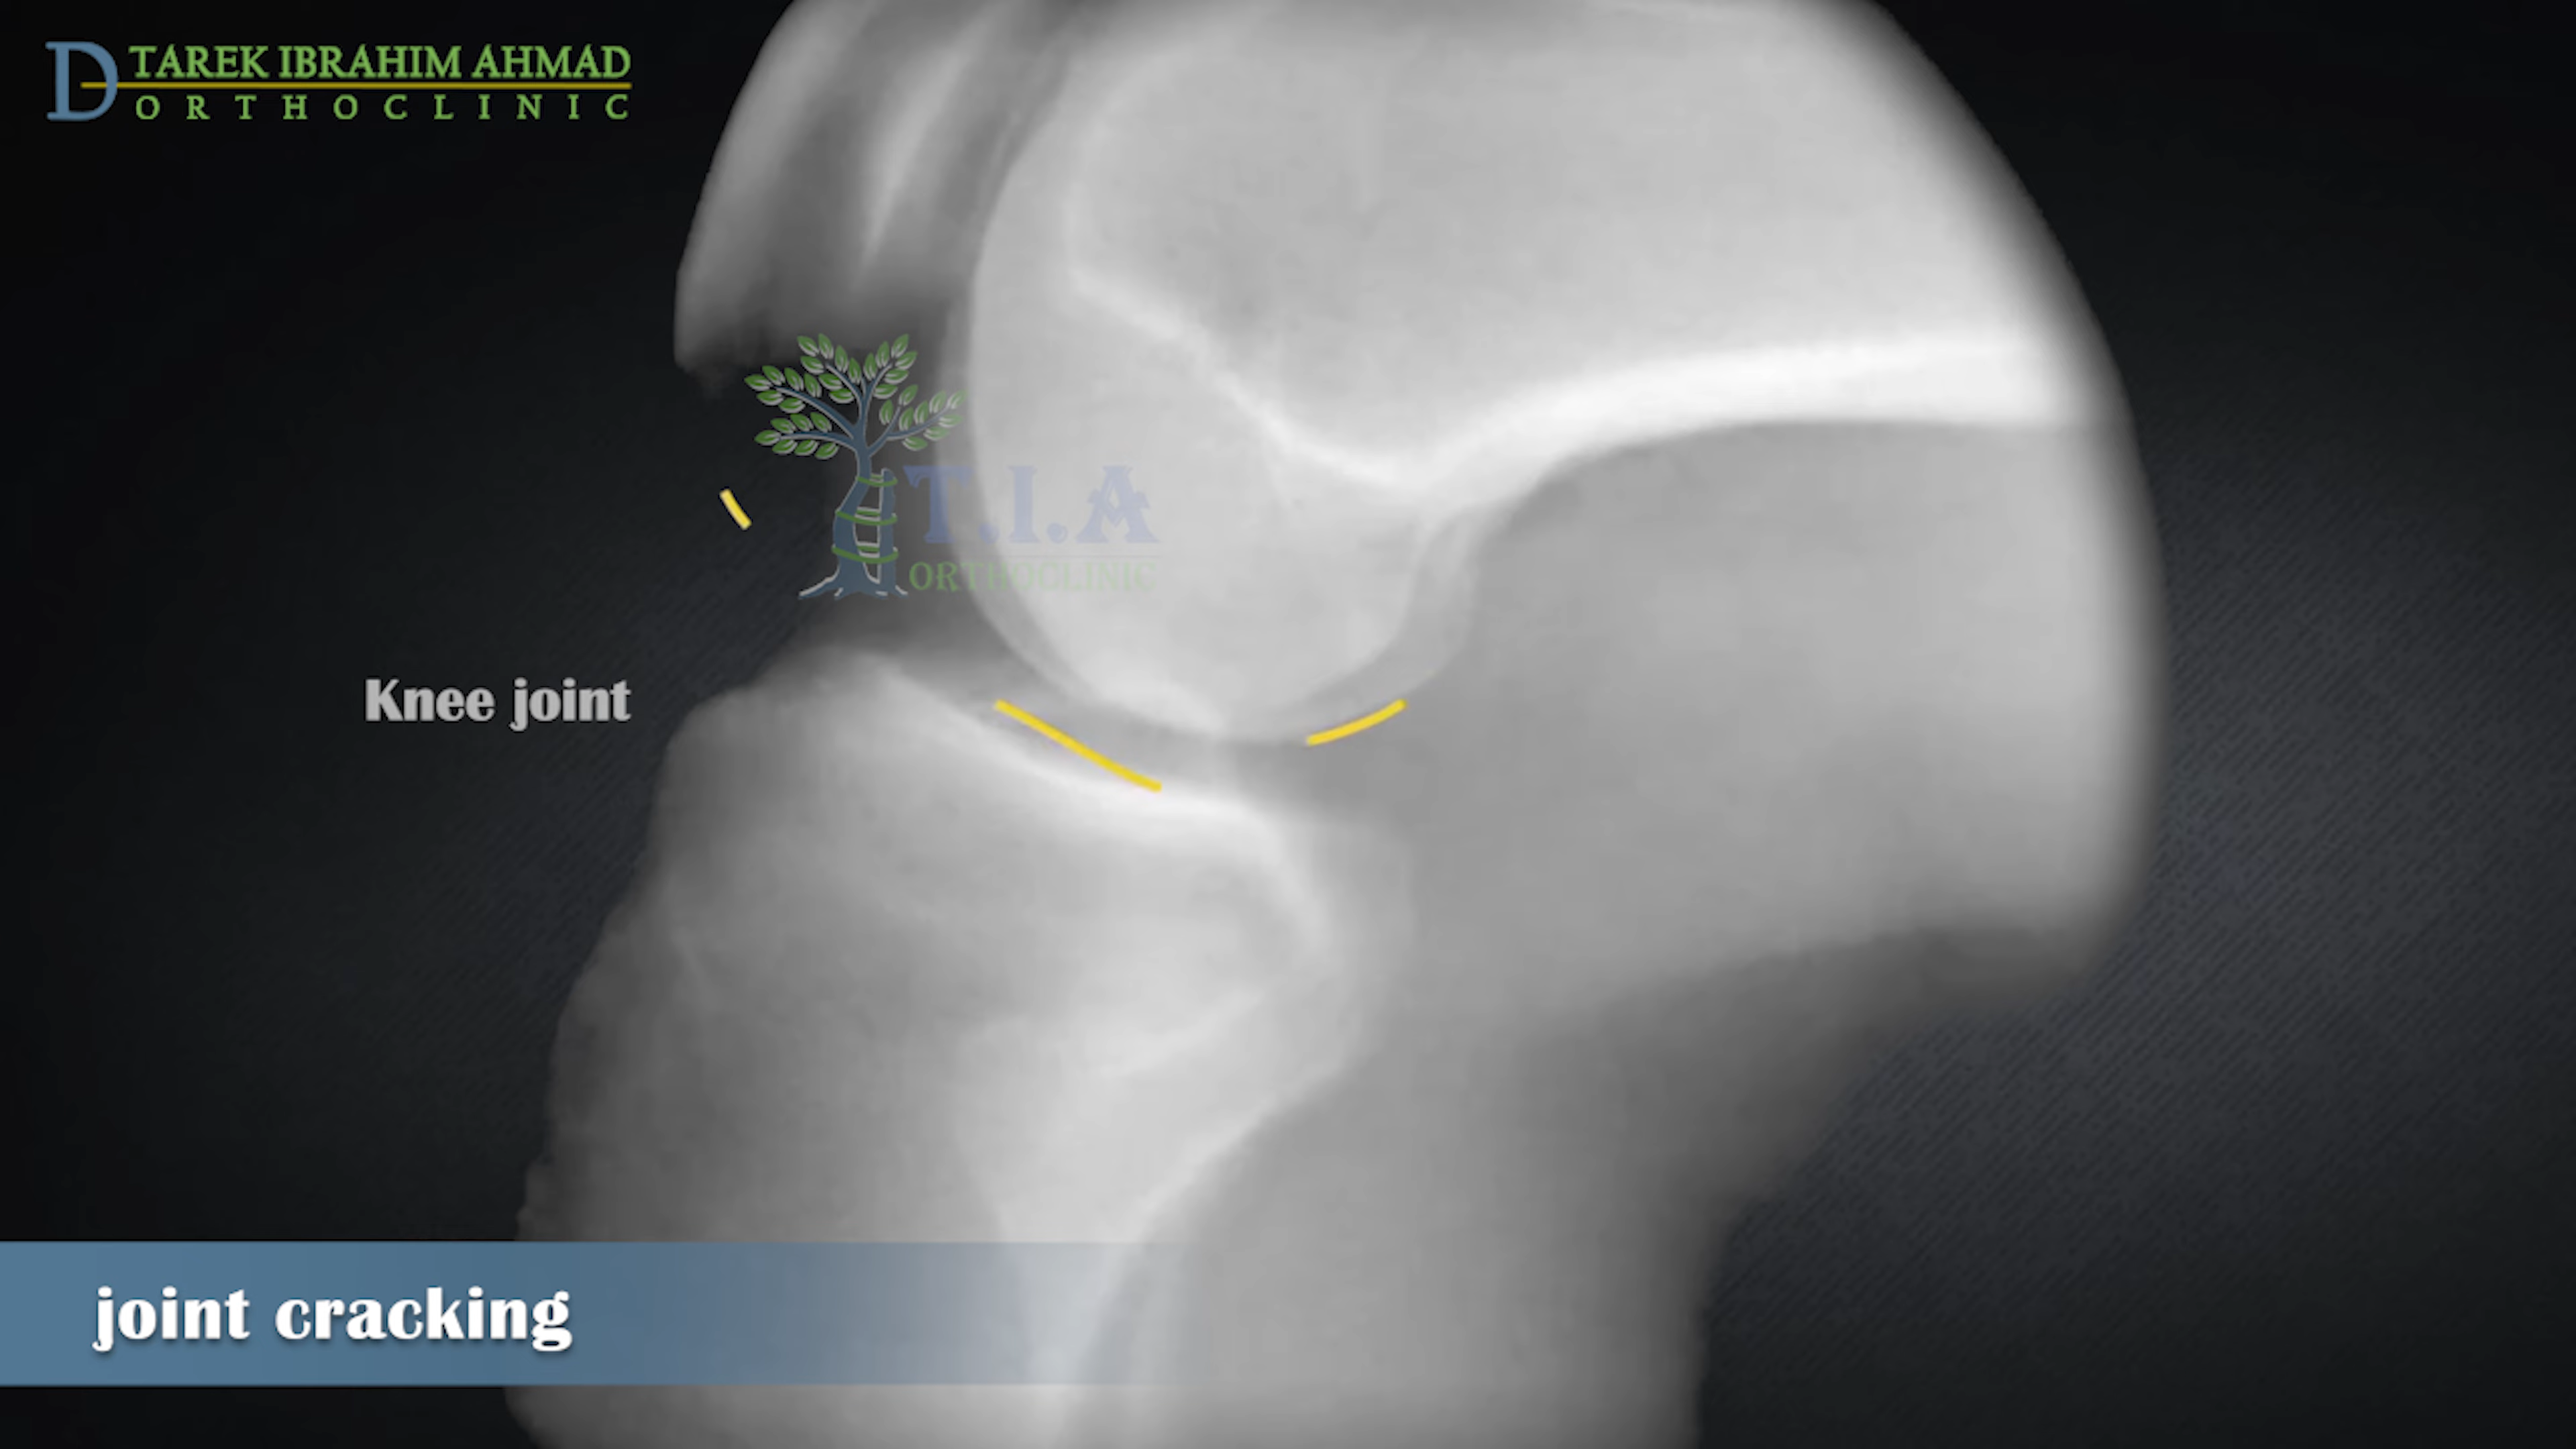 D TAREK IBRAHIM AHMAD
ORTHOCLINIC
T.I.A
ORTHOCLINIC
Knee joint
joint cracking